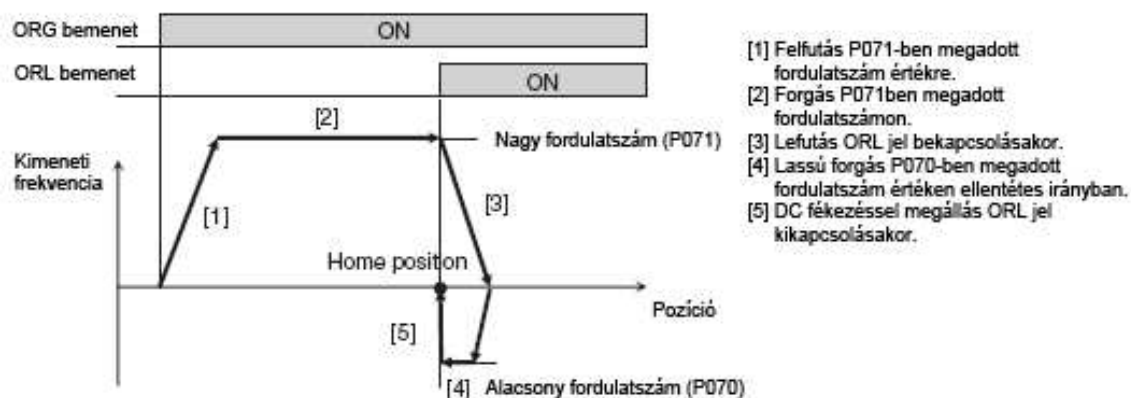 ORG bemenet
ON
ORL bemenet
ON
[2]
Nagy fordulatszám (P071)
Kimeneti
frekvencia
[1]
[3]
Home position
Pozíció
[5]
[4]
Alacsony fordulatszám (P070)
[1] Felfutás P071-ben megadott
fordulatszám értékre.
[2] Forgás P071ben megadott
fordulatszámon.
[3] Lefutás ORL jel bekapcsolásakor.
[4] Lassú forgás P070-ben megadott
fordulatszám értéken ellentétes irányban.
[5] DC fékezéssel megállás ORL jel
kikapcsolásakor.